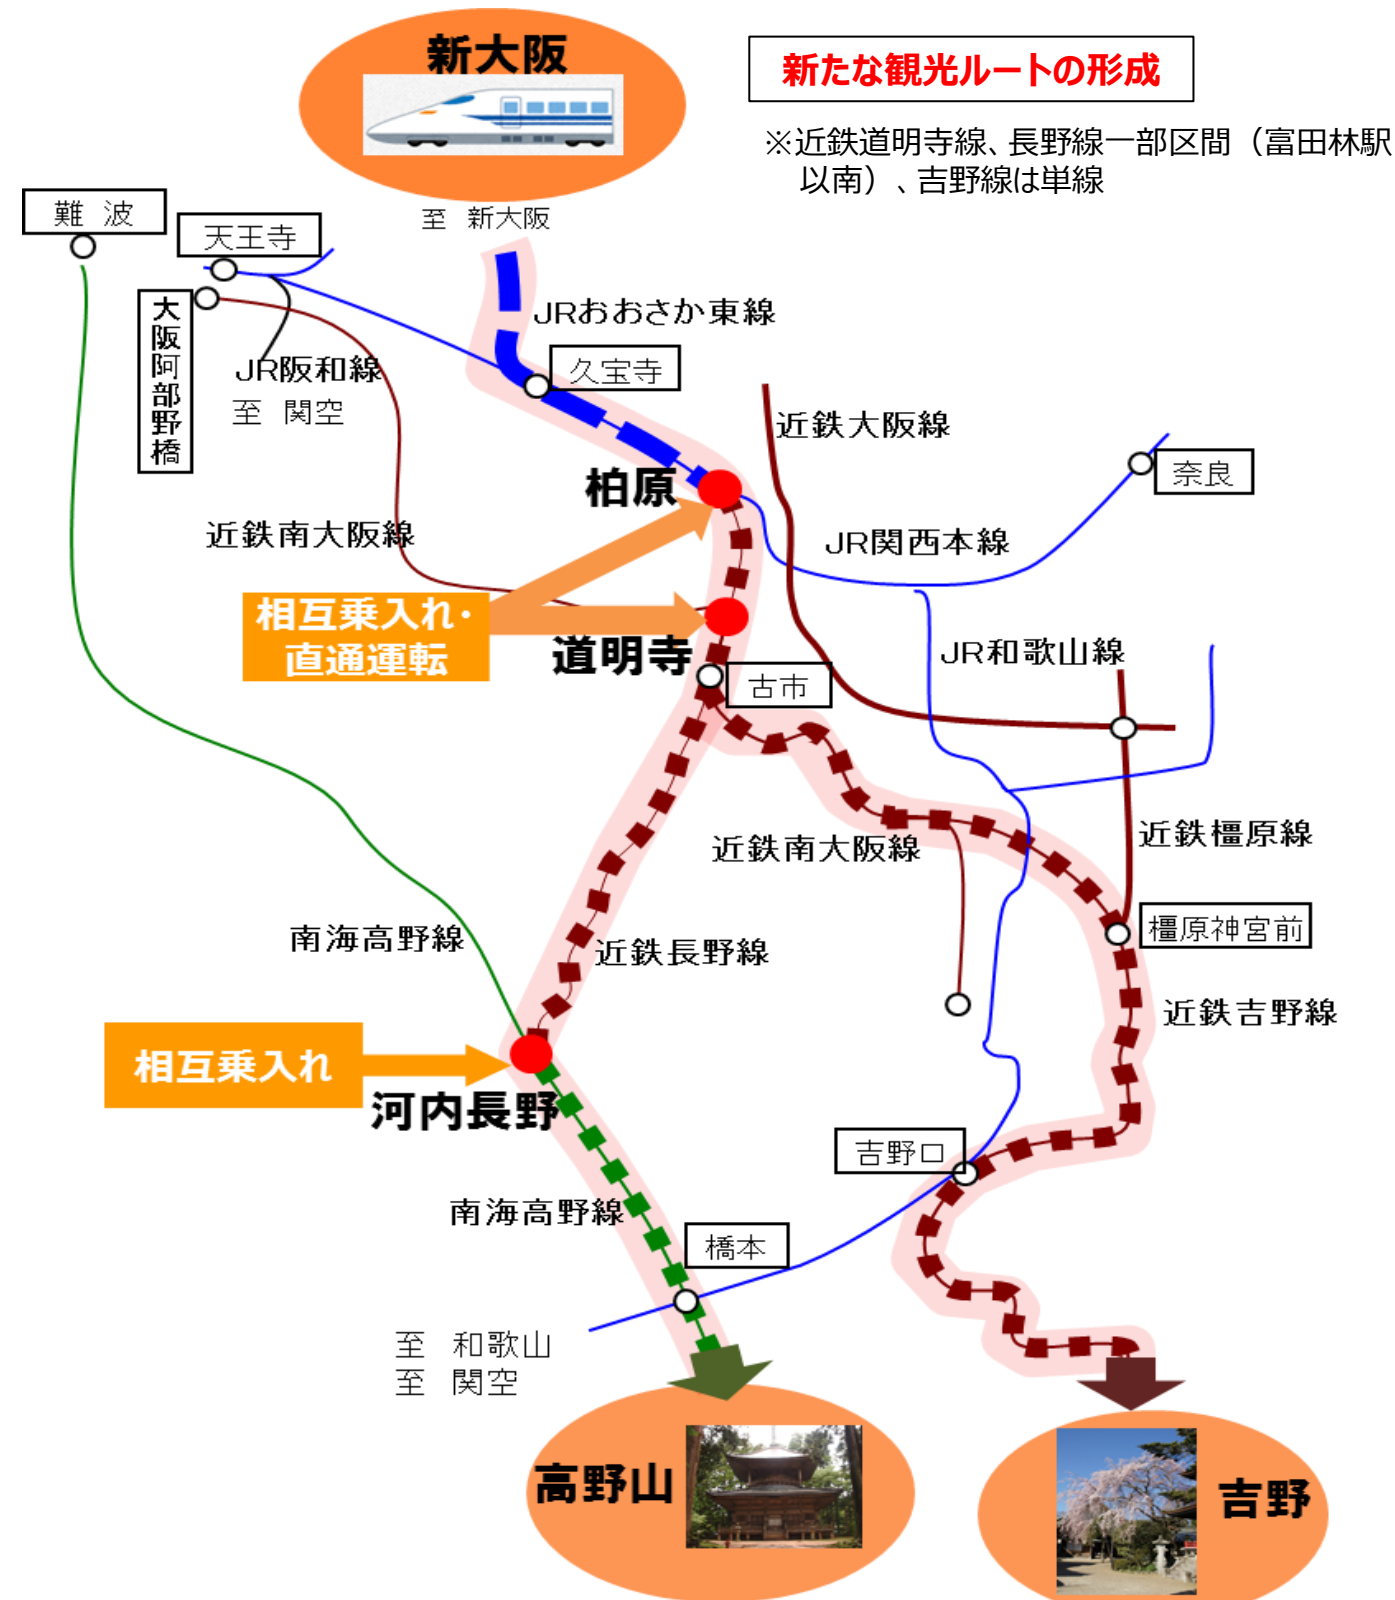 新大阪
新たな観光ルートの形成
※近鉄道明寺線、長野線一部区間（富田林駅
以南）、吉野線は単線
至 新大阪
難 波
天王寺
大阪阿部野橋
JRおおさか東線
久宝寺
JR阪和線
至 関空
近鉄大阪線
奈良
柏原
近鉄南大阪線
JR関西本線
相互乗入れ・
直通運転
道明寺
JR和歌山線
古市
近鉄南大阪線
近鉄橿原線
橿原神宮前
南海高野線
近鉄長野線
近鉄吉野線
相互乗入れ
河内長野
吉野口
南海高野線
橋本
至 和歌山
至 関空
高野山
吉野